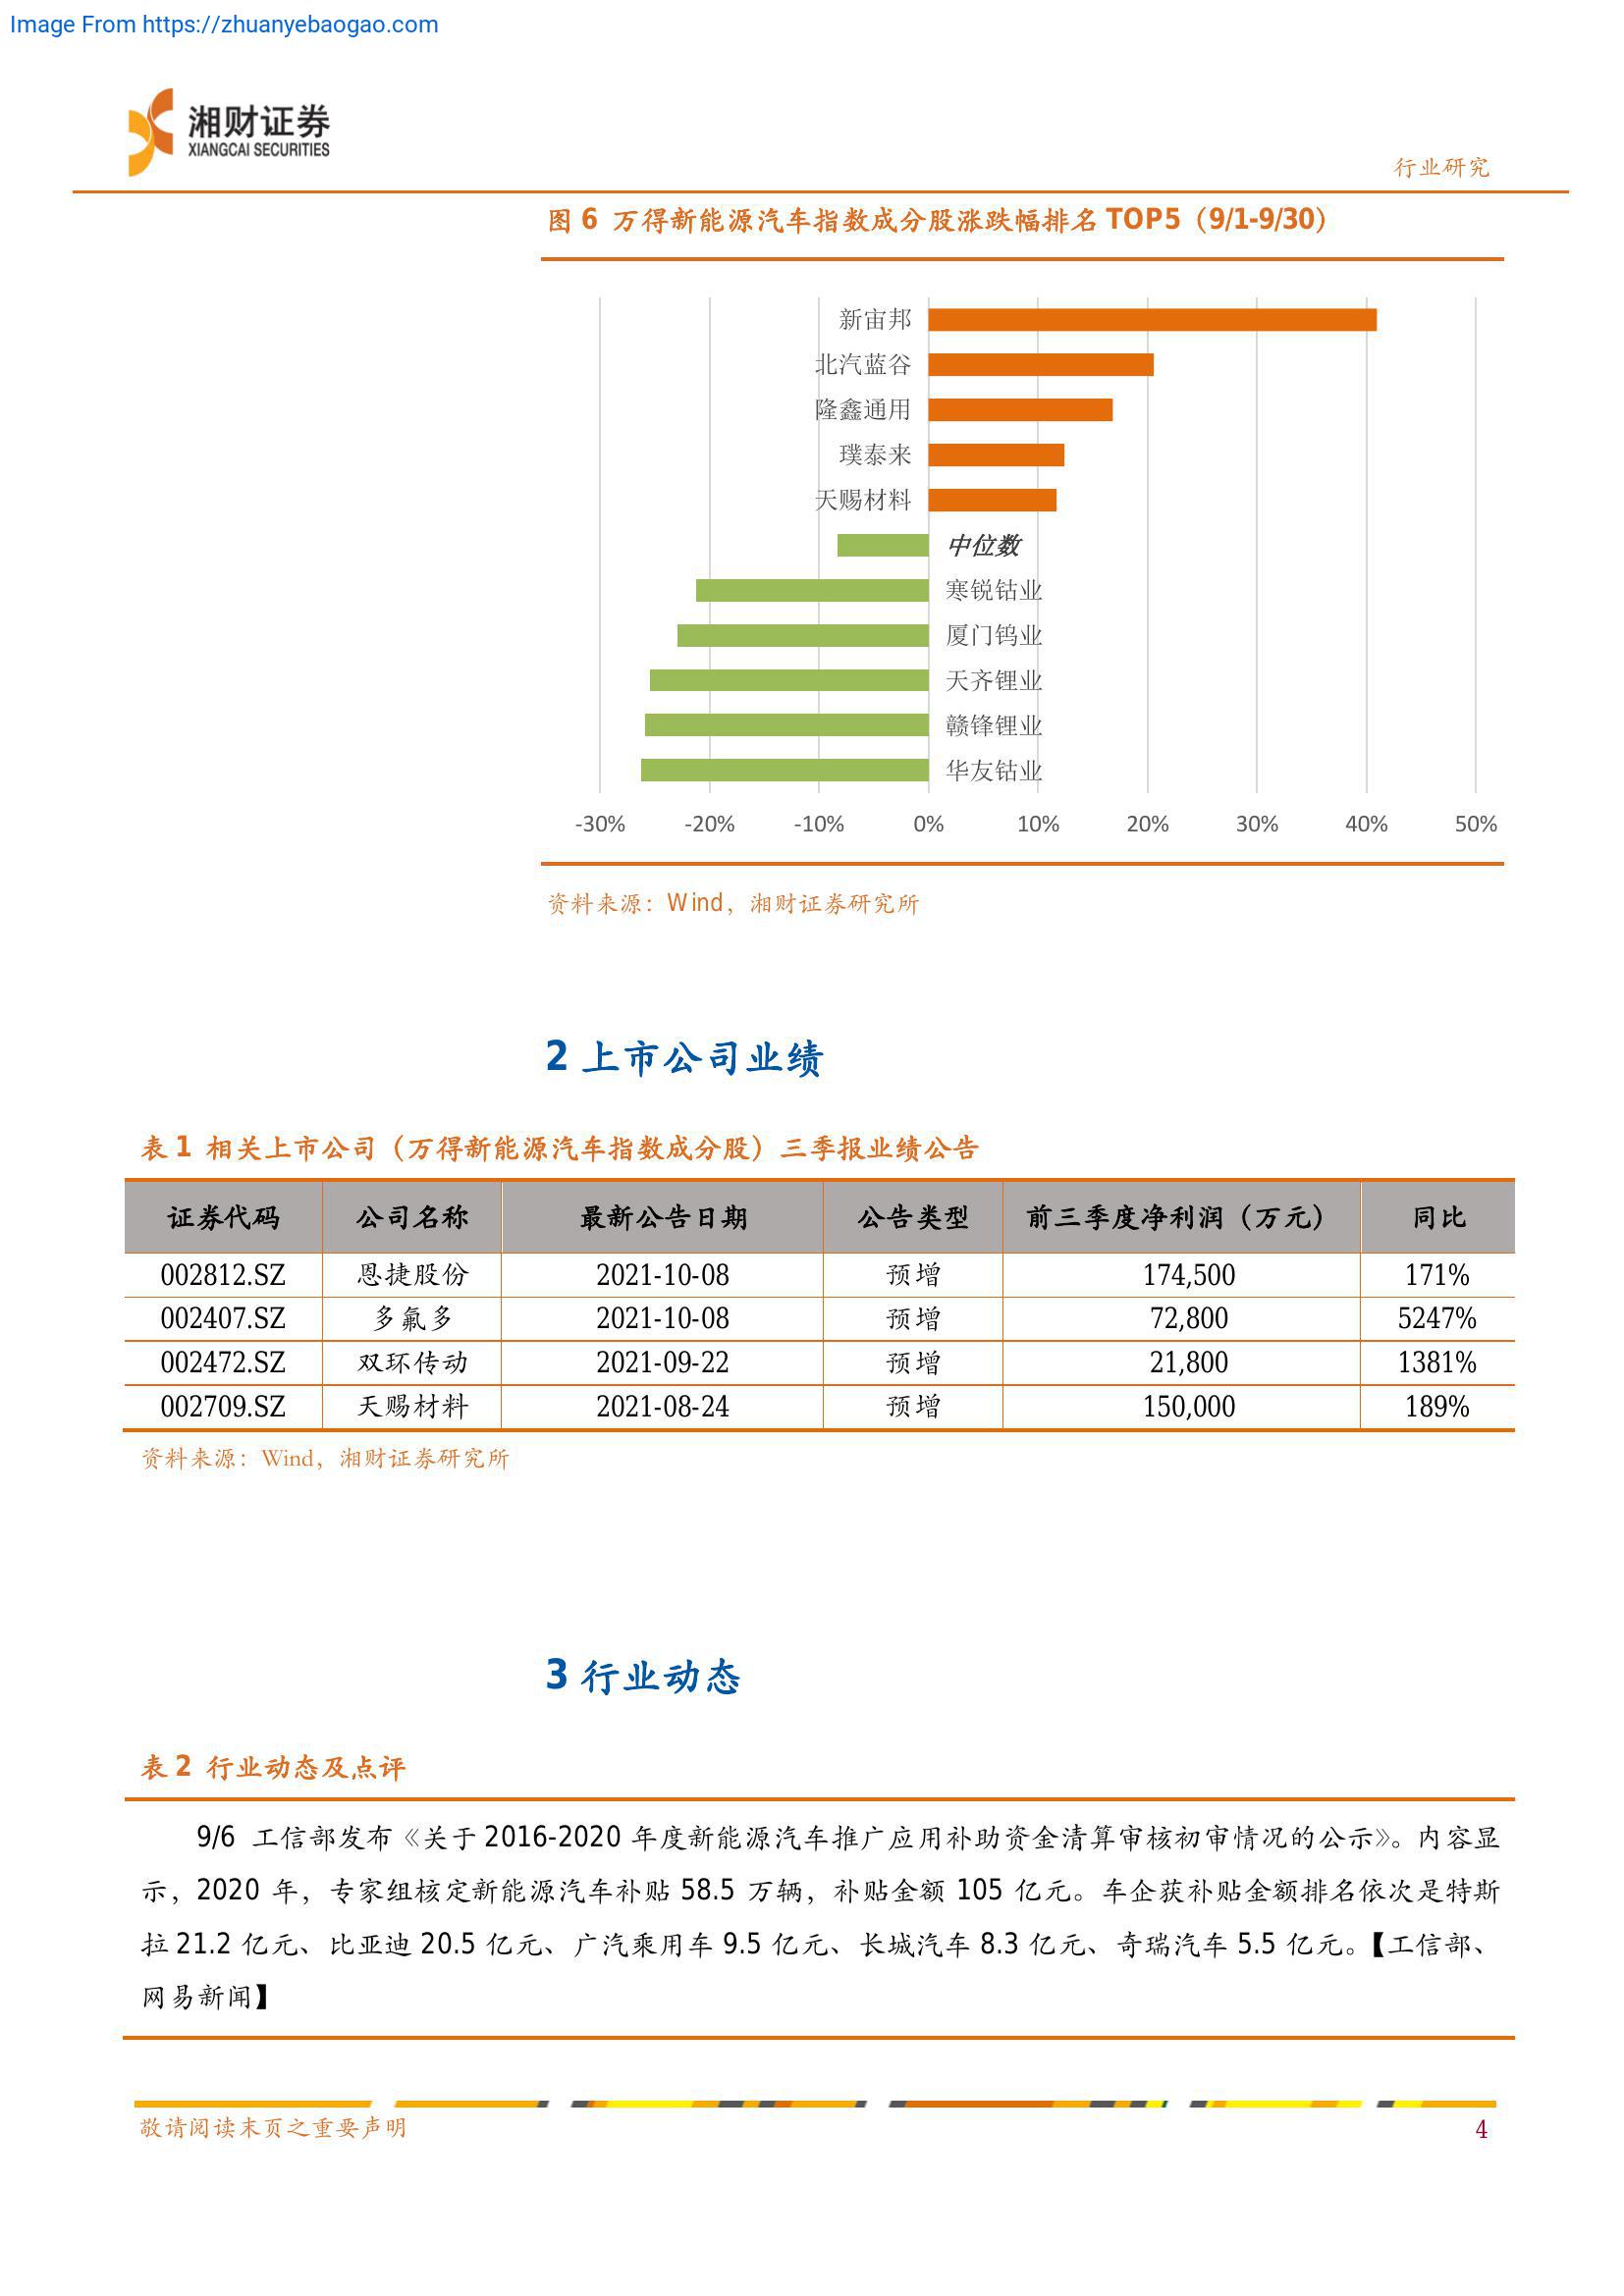 Image From https://zhuanyebaogao.com
湘财证券
XIANGCAI SECURITIES
行业研究
图 6 万得新能源汽车指数成分股涨跌幅排名 TOP5（9/1-9/30）
新宙邦
北汽蓝谷
隆鑫通用
璞泰来
天赐材料
中位数
寒锐钴业
厦门钨业
天齐锂业
赣锋锂业
华友钴业
-30% -20% -10% 0% 10% 20% 30% 40% 50%
资料来源：Wind，湘财证券研究所
2 上市公司业绩
表 1 相关上市公司（万得新能源汽车指数成分股）三季报业绩公告
证券代码 公司名称 最新公告日期 公告类型 前三季度净利润（万元） 同比
002812.SZ 恩捷股份 2021-10-08 预增 174,500 171%
002407.SZ 多氟多 2021-10-08 预增 72,800 5247%
002472.SZ 双环传动 2021-09-22 预增 21,800 1381%
002709.SZ 天赐材料 2021-08-24 预增 150,000 189%
资料来源：Wind，湘财证券研究所
3 行业动态
表 2 行业动态及点评
9/6 工信部发布《关于 2016-2020 年度新能源汽车推广应用补助资金清算审核初审情况的公示》。内容显
示，2020 年，专家组核定新能源汽车补贴 58.5 万辆，补贴金额 105 亿元。车企获补贴金额排名依次是特斯
拉 21.2 亿元、比亚迪 20.5 亿元、广汽乘用车 9.5 亿元、长城汽车 8.3 亿元、奇瑞汽车 5.5 亿元。【工信部、
网易新闻】
敬请阅读末页之重要声明
4